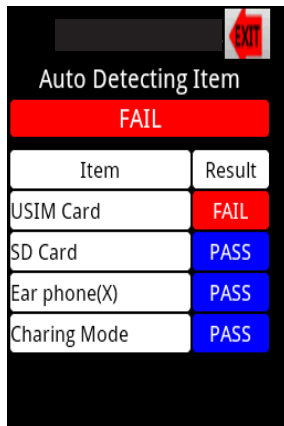 EXIT
Auto Detecting Item
FAIL
Item Result
USIM Card FAIL
SD Card PASS
Ear phone(X) PASS
Charing Mode PASS